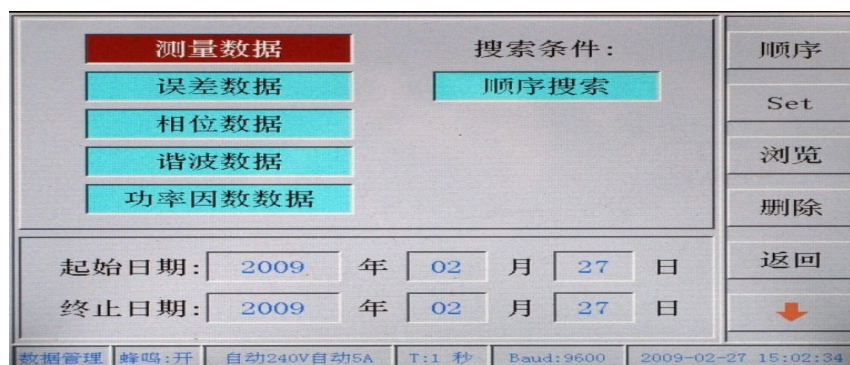 测量数据
误差数据
相位数据
谐波数据
功率因数数据
搜索条件:
顺序搜索
起始日期: 2009 年 02 月 27 日
终止日期: 2009 年 02 月 27 日
顺序
Set
浏览
删除
返回
数据管理 蜂鸣:开 自动240V自动5A T:1 秒 Baud:9600 2009-02-27 15:02:34